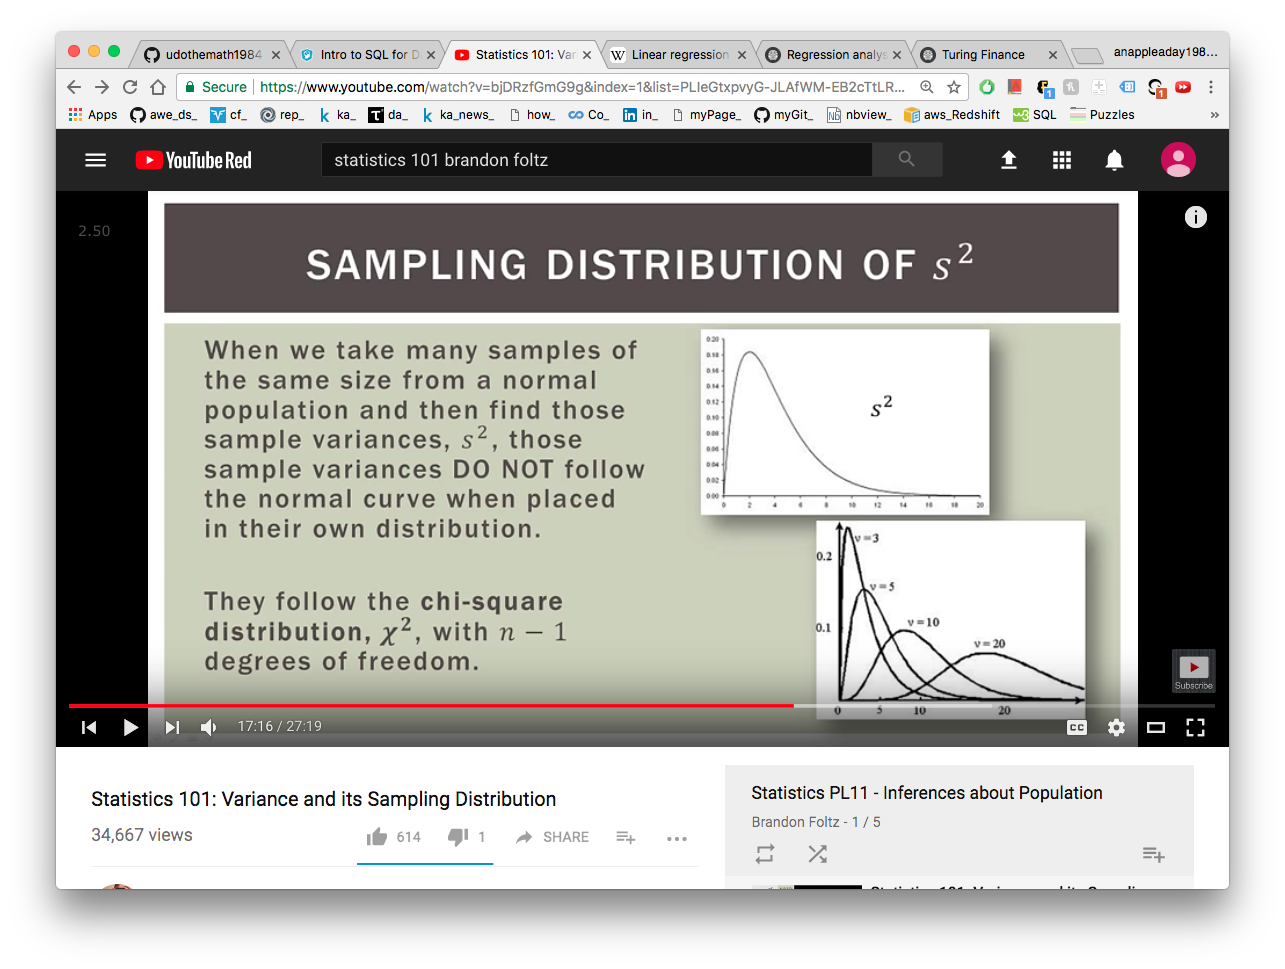 udothemath1984
Intro to SQL for D
Statistics 101: Var
Linear regression
Regression analys
Turing Finance
anappleaday198...
Secure
https://www.youtube.com/watch?v=bjDRzfGmG9g&index=1&list=PLIeGtxpvyG-JLAfWM-EB2cTtLR...
Apps
awe_ds_
cf_
rep_
ka_
da_
ka_news_
how_
Co_
in_
myPage_
myGit_
nbview_
aws_Redshift
SQL
Puzzles
»
YouTube Red
statistics 101 brandon foltz
2.50
SAMPLING DISTRIBUTION OF s²
When we take many samples of
the same size from a normal
population and then find those
sample variances, s², those
sample variances DO NOT follow
the normal curve when placed
in their own distribution.
They follow the chi-square
distribution, χ², with n − 1
degrees of freedom.
0.20
0.18
0.16
0.14
0.12
0.10
0.08
0.06
0.04
0.02
0.00
0 2 4 6 8 10 12 14 16 18 20
s²
0.2
0.1
ν=3
ν=5
ν=10
ν=20
0 5 10 20
Subscribe
17:16 / 27:19
CC
Statistics 101: Variance and its Sampling Distribution
34,667 views
614
1
SHARE
Statistics PL11 - Inferences about Population
Brandon Foltz - 1 / 5